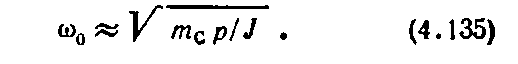 ω₀ ≈ √(m_C p/J) . (4.135)